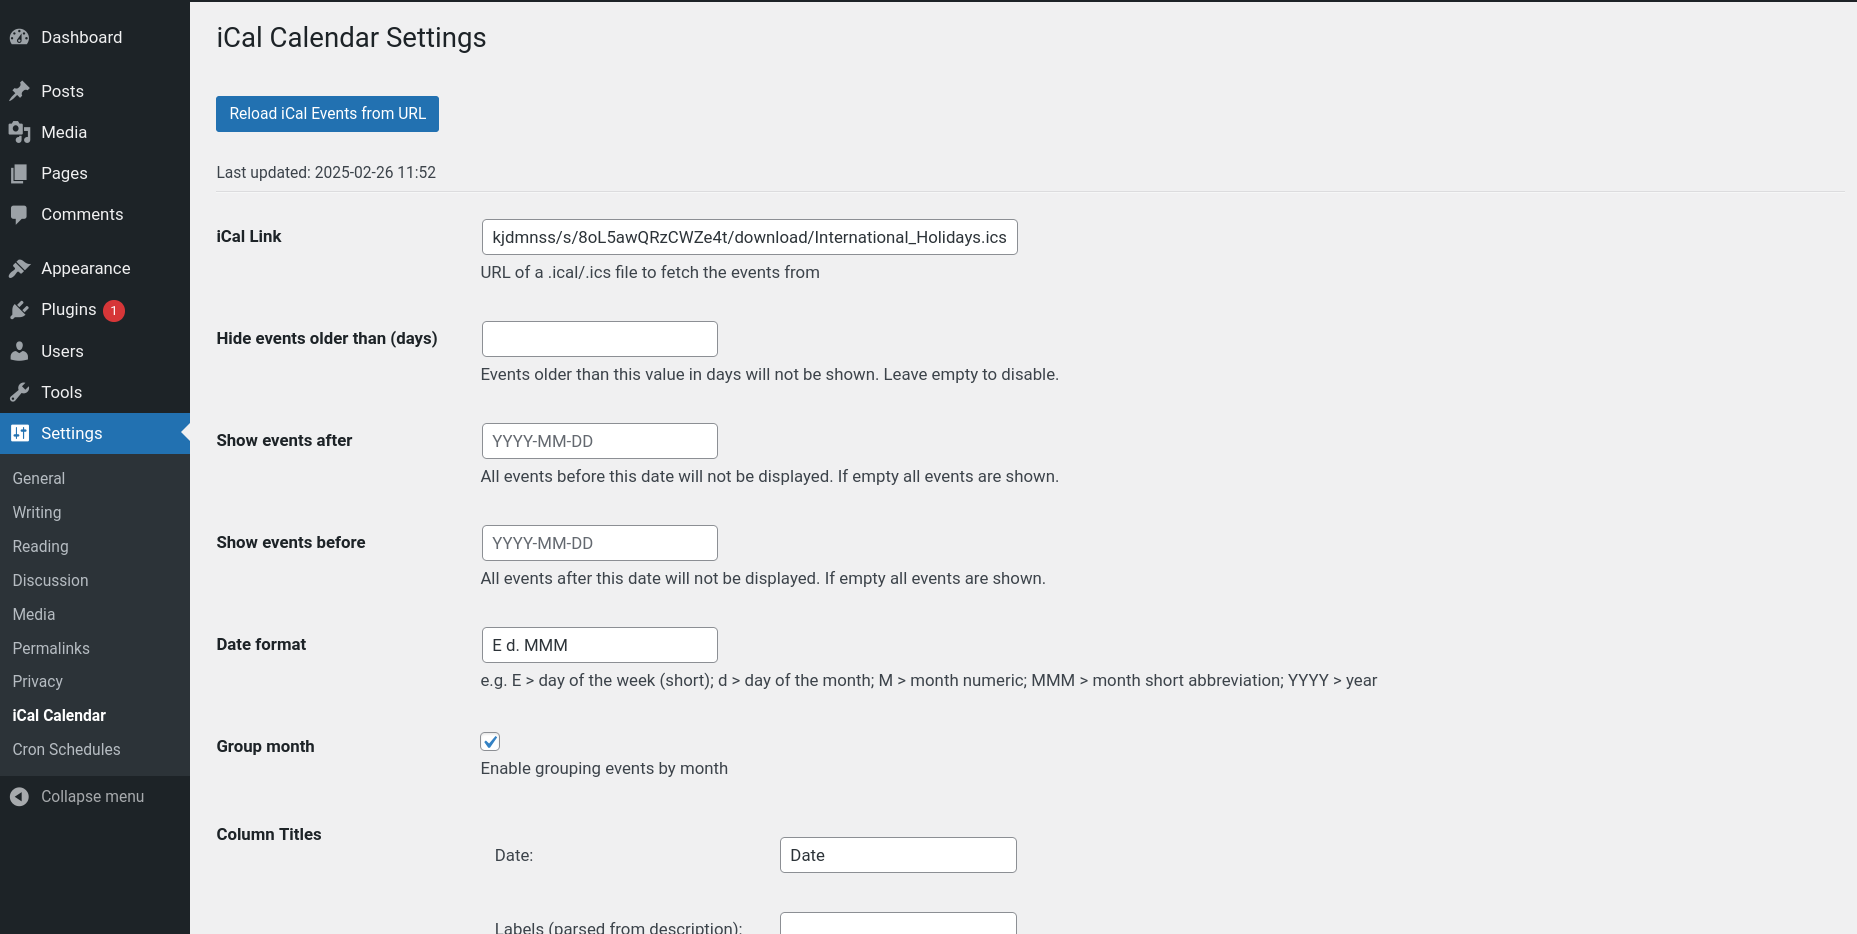 Dashboard
Posts
Media
Pages
Comments
Appearance
Plugins 1
Users
Tools
Settings
General
Writing
Reading
Discussion
Media
Permalinks
Privacy
iCal Calendar
Cron Schedules
Collapse menu
iCal Calendar Settings
Reload iCal Events from URL
Last updated: 2025-02-26 11:52
iCal Link
kjdmnss/s/8oL5awQRzCWZe4t/download/International_Holidays.ics
URL of a .ical/.ics file to fetch the events from
Hide events older than (days)
Events older than this value in days will not be shown. Leave empty to disable.
Show events after
YYYY-MM-DD
All events before this date will not be displayed. If empty all events are shown.
Show events before
YYYY-MM-DD
All events after this date will not be displayed. If empty all events are shown.
Date format
E d. MMM
e.g. E > day of the week (short); d > day of the month; M > month numeric; MMM > month short abbreviation; YYYY > year
Group month
Enable grouping events by month
Column Titles
Date:
Date
Labels (parsed from description):